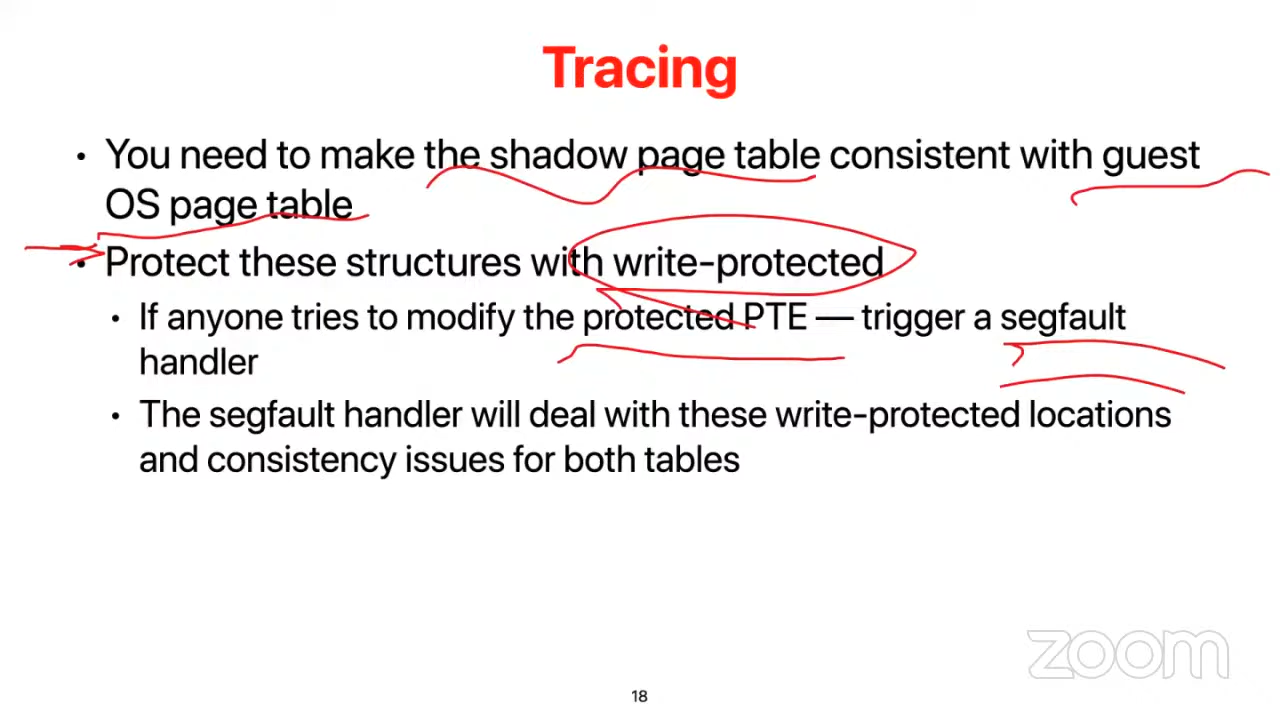 Tracing
• You need to make the shadow page table consistent with guest
OS page table
• Protect these structures with write-protected
• If anyone tries to modify the protected PTE — trigger a segfault
handler
• The segfault handler will deal with these write-protected locations
and consistency issues for both tables
zoom
18